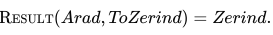 RESULT(Arad, ToZerind) = Zerind.